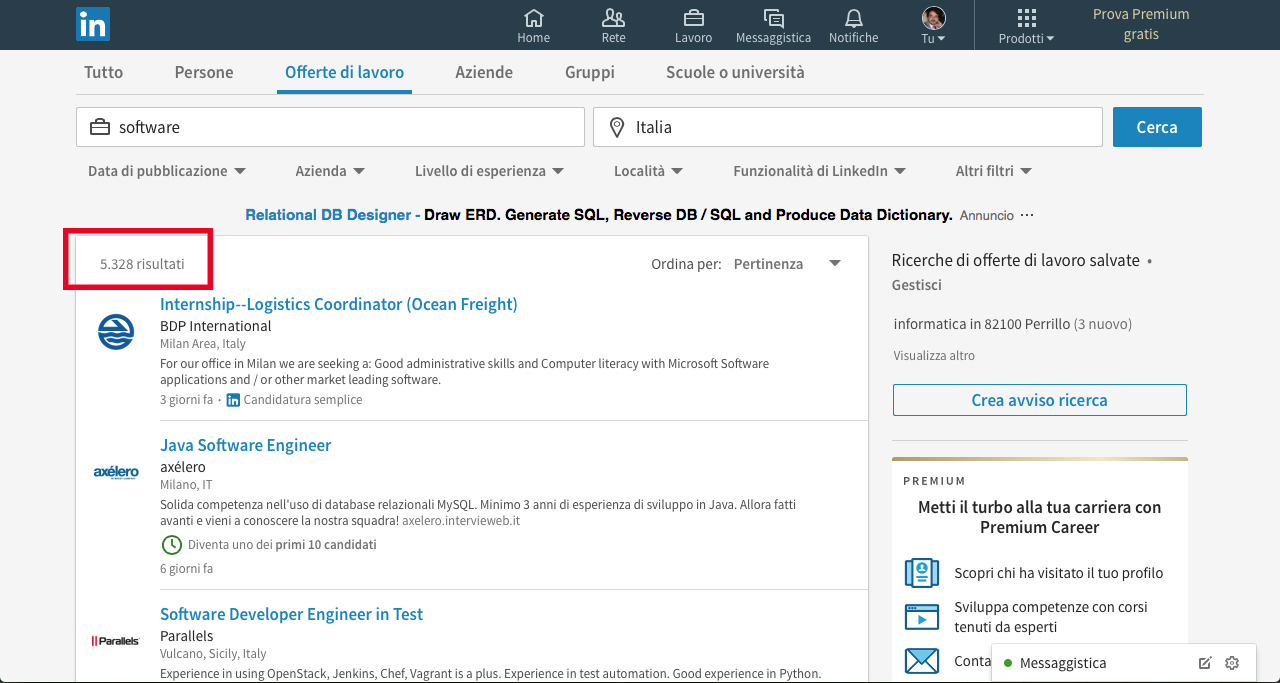 in
Home
Rete
Lavoro
Messaggistica
Notifiche
Tu
Prodotti
Prova Premium
gratis
Tutto
Persone
Offerte di lavoro
Aziende
Gruppi
Scuole o università
software
Italia
Cerca
Data di pubblicazione
Azienda
Livello di esperienza
Località
Funzionalità di LinkedIn
Altri filtri
Relational DB Designer - Draw ERD. Generate SQL, Reverse DB / SQL and Produce Data Dictionary. Annuncio ···
5.328 risultati
Ordina per: Pertinenza
Internship--Logistics Coordinator (Ocean Freight)
BDP International
Milan Area, Italy
For our office in Milan we are seeking a: Good administrative skills and Computer literacy with Microsoft Software
applications and / or other market leading software.
3 giorni fa · in Candidatura semplice
axélero
Java Software Engineer
axélero
Milano, IT
Solida competenza nell'uso di database relazionali MySQL. Minimo 3 anni di esperienza di sviluppo in Java. Allora fatti
avanti e vieni a conoscere la nostra squadra! axelero.intervieweb.it
Diventa uno dei primi 10 candidati
6 giorni fa
Parallels
Software Developer Engineer in Test
Parallels
Vulcano, Sicily, Italy
Experience in using OpenStack, Jenkins, Chef, Vagrant is a plus. Experience in test automation. Good experience in Python.
Ricerche di offerte di lavoro salvate •
Gestisci
informatica in 82100 Perrillo (3 nuovo)
Visualizza altro
Crea avviso ricerca
PREMIUM
Metti il turbo alla tua carriera con
Premium Career
Scopri chi ha visitato il tuo profilo
Sviluppa competenze con corsi
tenuti da esperti
Conta
Messaggistica